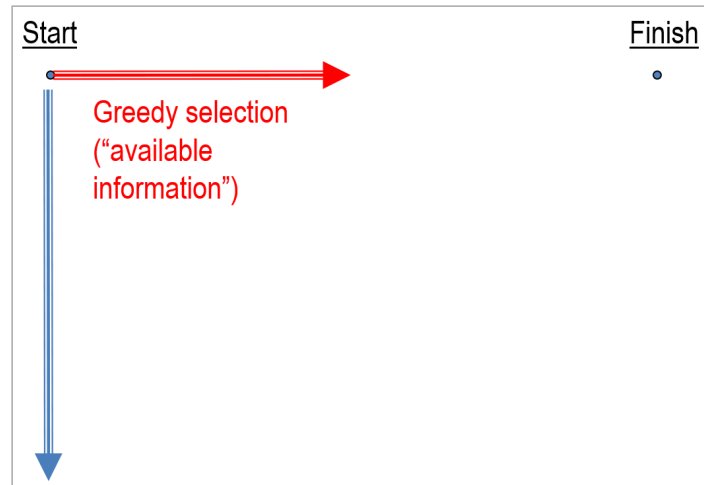 Start
Finish
Greedy selection
(“available
information”)